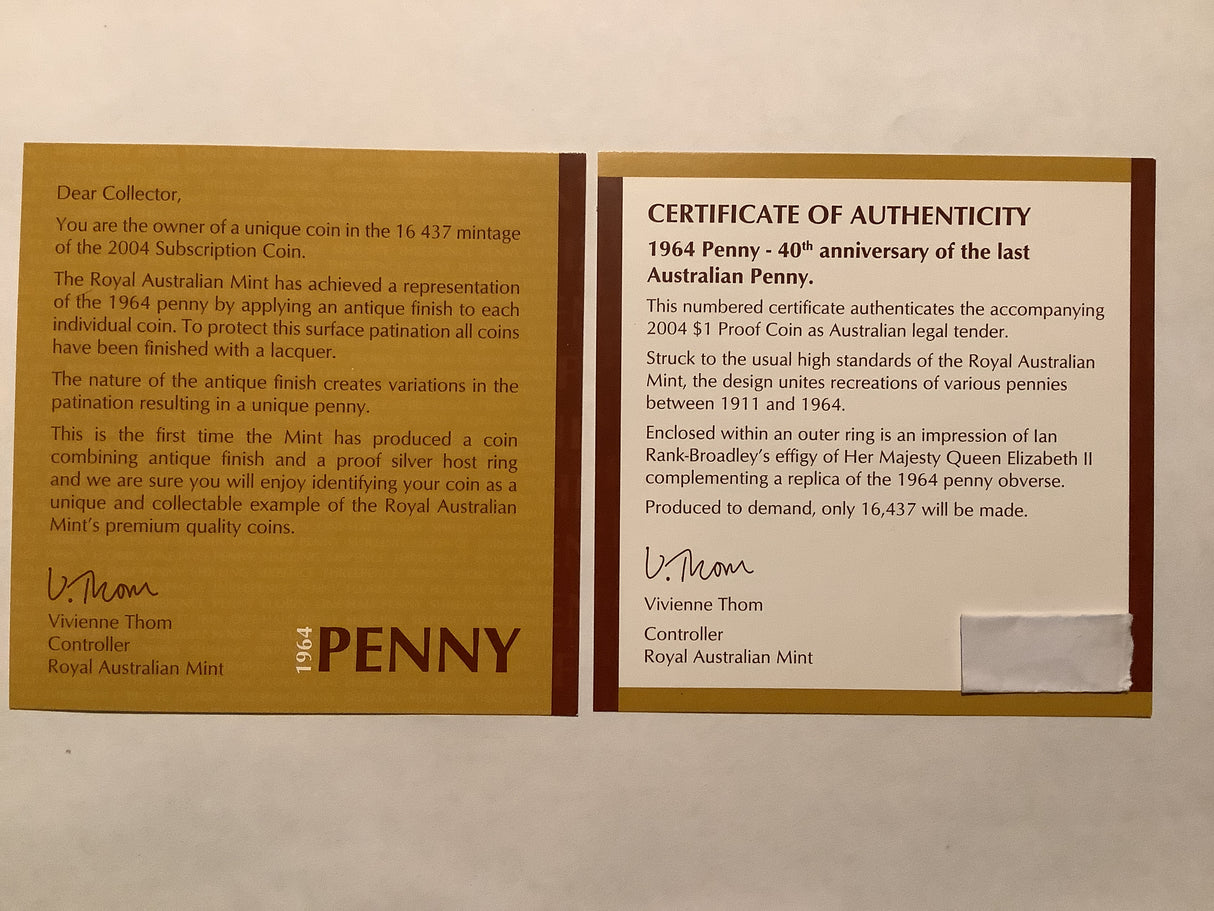 Dear Collector,
You are the owner of a unique coin in the 16 437 mintage
of the 2004 Subscription Coin.
The Royal Australian Mint has achieved a representation
of the 1964 penny by applying an antique finish to each
individual coin. To protect this surface patination all coins
have been finished with a lacquer.
The nature of the antique finish creates variations in the
patination resulting in a unique penny.
This is the first time the Mint has produced a coin
combining antique finish and a proof silver host ring
and we are sure you will enjoy identifying your coin as a
unique and collectable example of the Royal Australian
Mint's premium quality coins.
V. Thom
Vivienne Thom
Controller
Royal Australian Mint
1964 PENNY
CERTIFICATE OF AUTHENTICITY
1964 Penny - 40th anniversary of the last
Australian Penny.
This numbered certificate authenticates the accompanying
2004 $1 Proof Coin as Australian legal tender.
Struck to the usual high standards of the Royal Australian
Mint, the design unites recreations of various pennies
between 1911 and 1964.
Enclosed within an outer ring is an impression of Ian
Rank-Broadley's effigy of Her Majesty Queen Elizabeth II
complementing a replica of the 1964 penny obverse.
Produced to demand, only 16,437 will be made.
V. Thom
Vivienne Thom
Controller
Royal Australian Mint